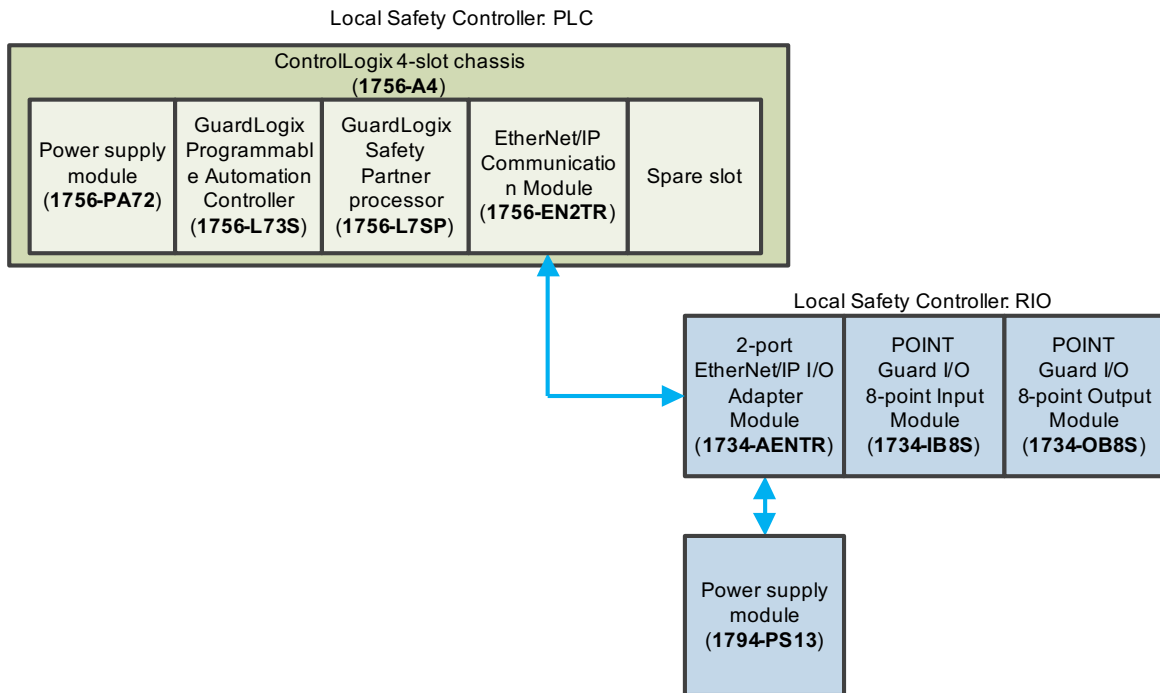 Local Safety Controller: PLC
ControlLogix 4-slot chassis
(1756-A4)
Power supply
module
(1756-PA72)
GuardLogix
Programmabl
e Automation
Controller
(1756-L73S)
GuardLogix
Safety
Partner
processor
(1756-L7SP)
EtherNet/IP
Communicatio
n Module
(1756-EN2TR)
Spare slot
Local Safety Controller: RIO
2-port
EtherNet/IP I/O
Adapter
Module
(1734-AENTR)
POINT
Guard I/O
8-point Input
Module
(1734-IB8S)
POINT
Guard I/O
8-point Output
Module
(1734-OB8S)
Power supply
module
(1794-PS13)